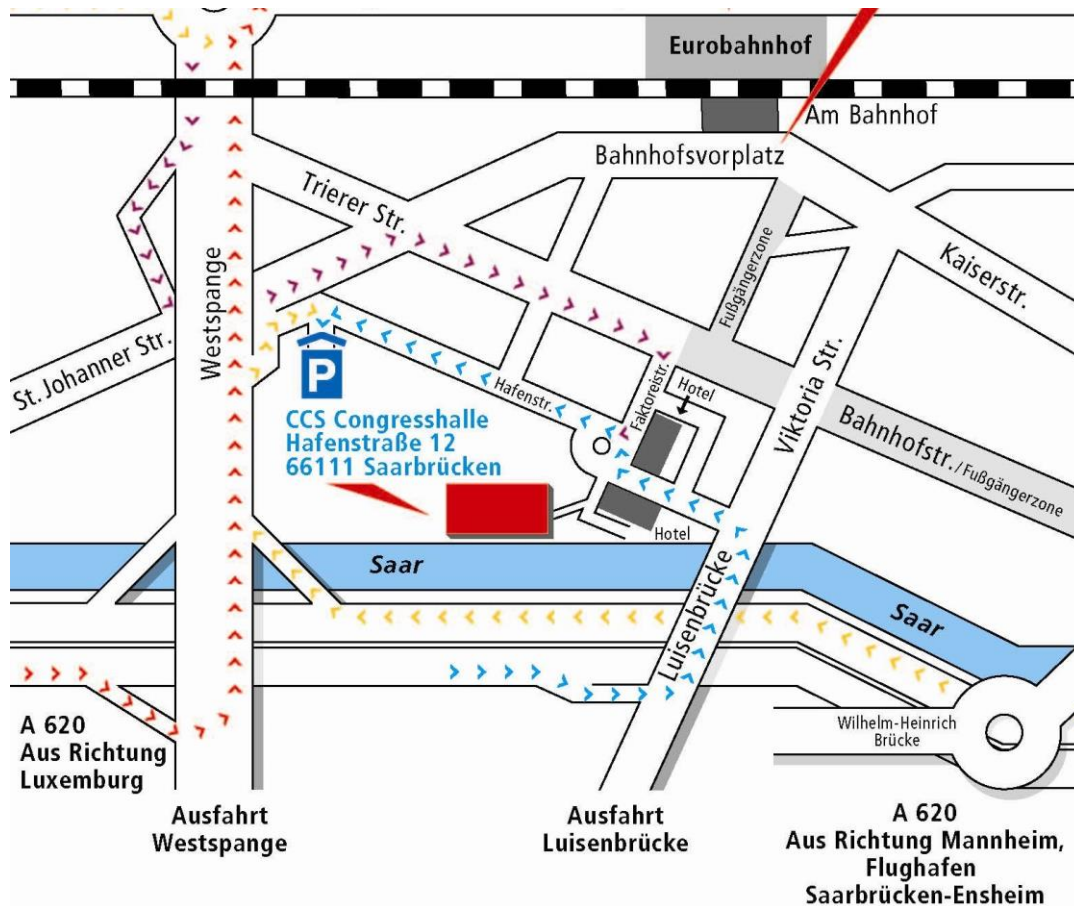 Eurobahnhof
Am Bahnhof
Bahnhofsvorplatz
Trierer Str.
Kaiserstr.
Fußgängerzone
Westspange
St. Johanner Str.
P
Hafenstr.
Faktoreistr.
Hotel
Viktoria Str.
Bahnhofstr./Fußgängerzone
CCS Congresshalle
Hafenstraße 12
66111 Saarbrücken
Hotel
Saar
Luisenbrücke
Saar
A 620
Aus Richtung
Luxemburg
Wilhelm-Heinrich
Brücke
Ausfahrt
Westspange
Ausfahrt
Luisenbrücke
A 620
Aus Richtung Mannheim,
Flughafen
Saarbrücken-Ensheim